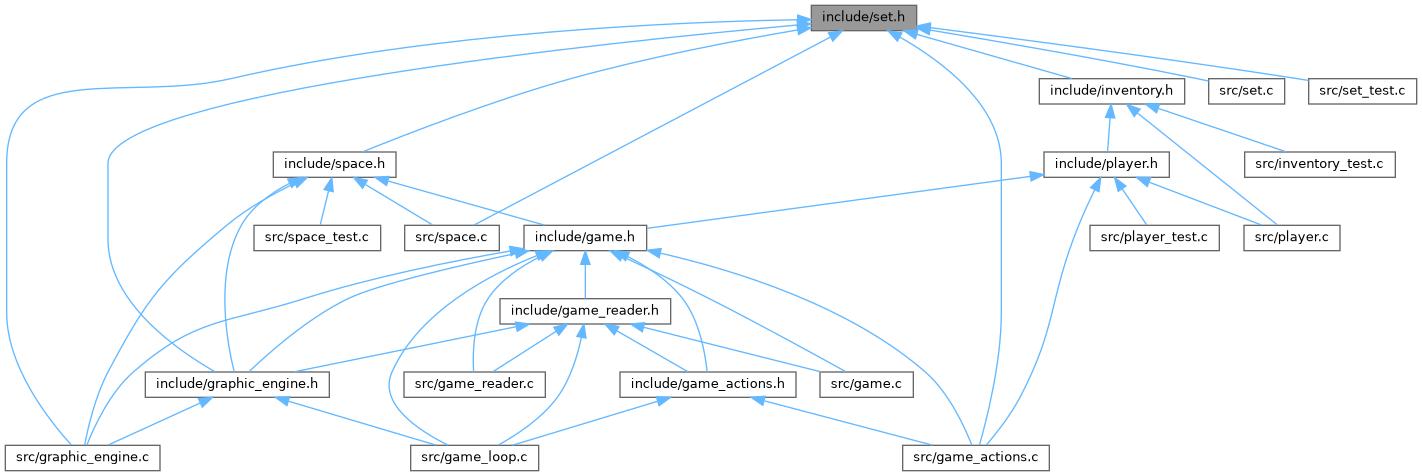 include/set.h
include/inventory.h
src/set.c
src/set_test.c
include/space.h
include/player.h
src/inventory_test.c
src/space_test.c
src/space.c
include/game.h
src/player_test.c
src/player.c
include/game_reader.h
include/graphic_engine.h
src/game_reader.c
include/game_actions.h
src/game.c
src/graphic_engine.c
src/game_loop.c
src/game_actions.c